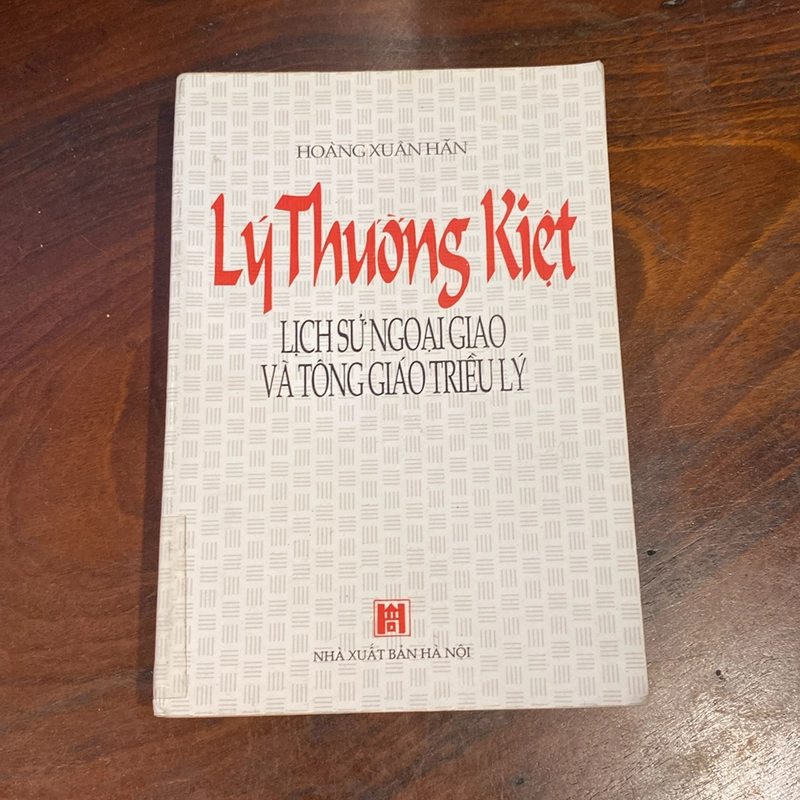 HOÀNG XUÂN HÃN
Lý Thường Kiệt
LỊCH SỬ NGOẠI GIAO
VÀ TÔNG GIÁO TRIỀU LÝ
NHÀ XUẤT BẢN HÀ NỘI